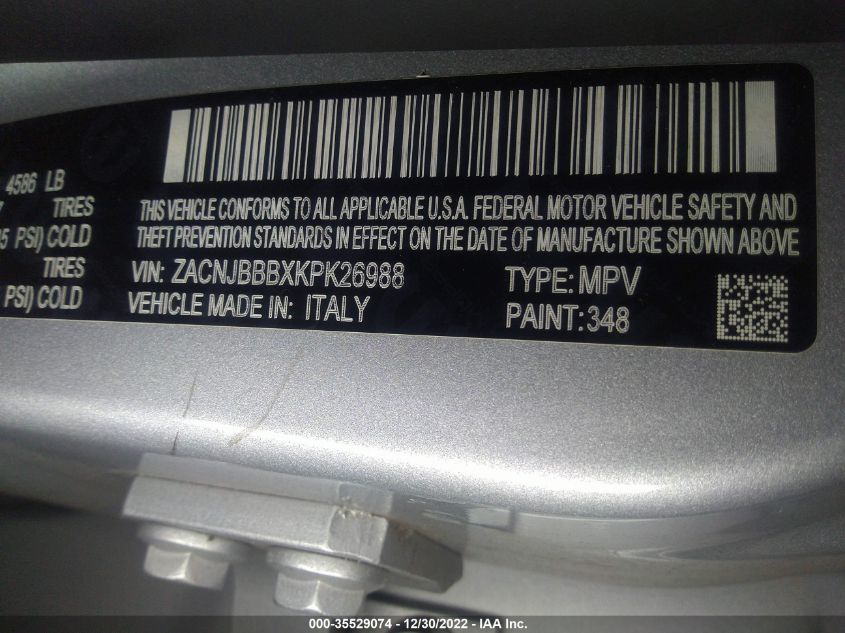 4586 LB
TIRES
PSI) COLD
TIRES
PSI) COLD
THIS VEHICLE CONFORMS TO ALL APPLICABLE U.S.A. FEDERAL MOTOR VEHICLE SAFETY AND
THEFT PREVENTION STANDARDS IN EFFECT ON THE DATE OF MANUFACTURE SHOWN ABOVE
VIN: ZACNJBBBXKPK26988 TYPE: MPV
VEHICLE MADE IN: ITALY PAINT: 348
000-35529074 - 12/30/2022 - IAA Inc.